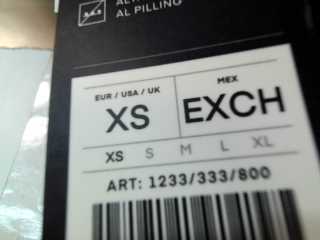 AL PILLING
EUR / USA / UK MEX
XS EXCH
XS S M L XL
ART: 1233/333/800